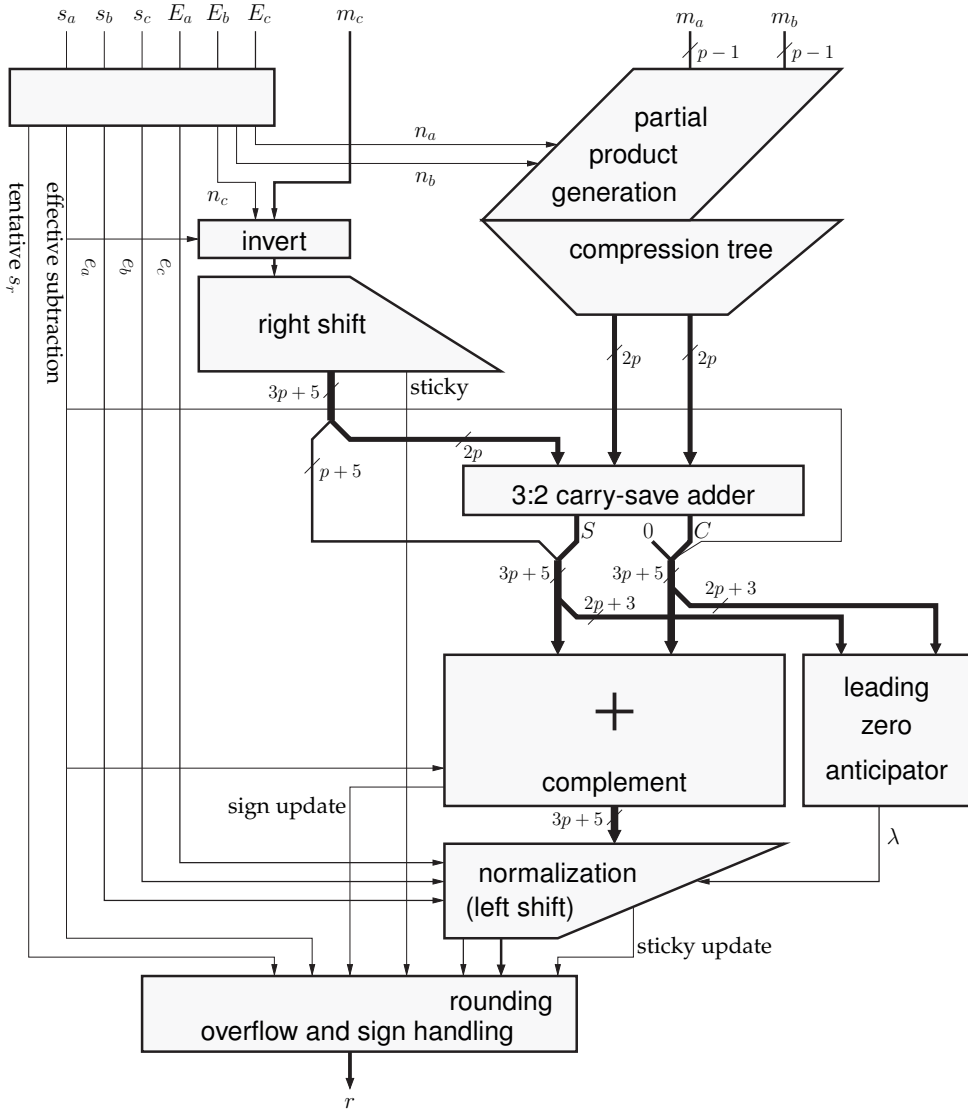 s_a s_b s_c E_a E_b E_c m_c m_a m_b
p − 1 p − 1
partial
product
generation
n_a
n_b
n_c
tentative s_r
effective subtraction
e_a
e_b
e_c
invert
compression tree
right shift
2p 2p
3p + 5
sticky
2p
p + 5
3:2 carry-save adder
S 0 C
3p + 5 3p + 5
2p + 3 2p + 3
+
complement
leading
zero
anticipator
sign update
3p + 5
λ
normalization
(left shift)
sticky update
rounding
overflow and sign handling
r